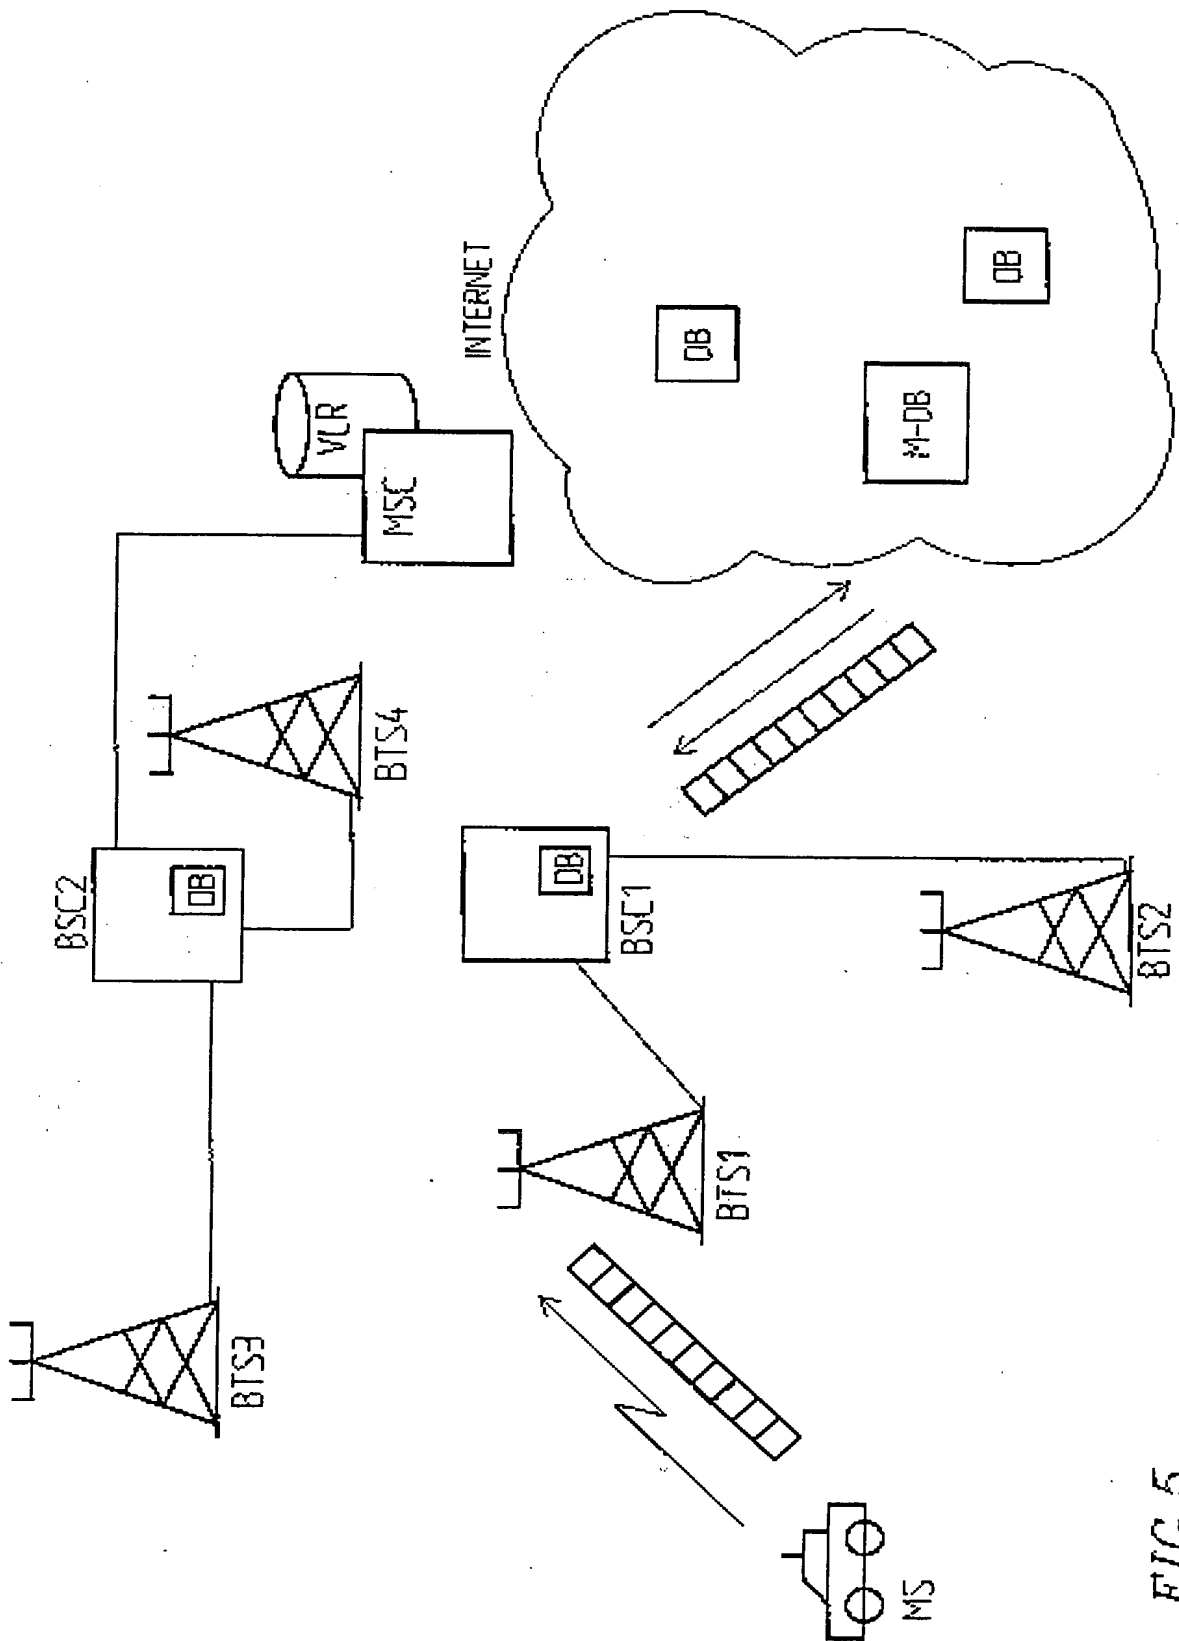 BTS3
BSC2
DB
BTS4
VLR
MSC
INTERNET
BTS1
BSC1
DB
DB
M-DB
DB
MS
BTS2
FIG. 5